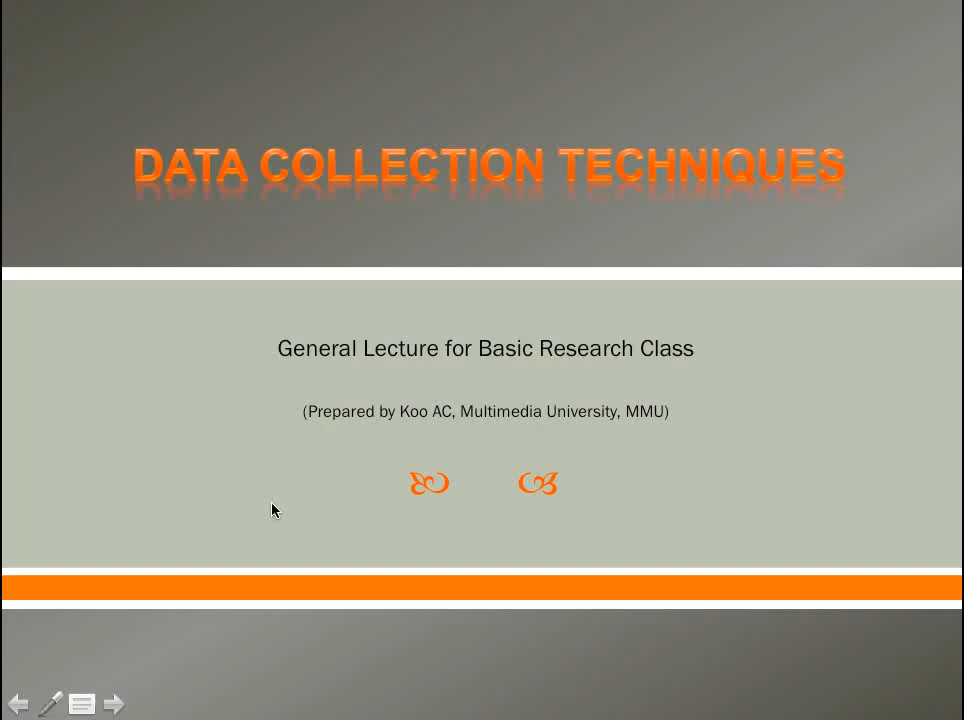 DATA COLLECTION TECHNIQUES
General Lecture for Basic Research Class
(Prepared by Koo AC, Multimedia University, MMU)